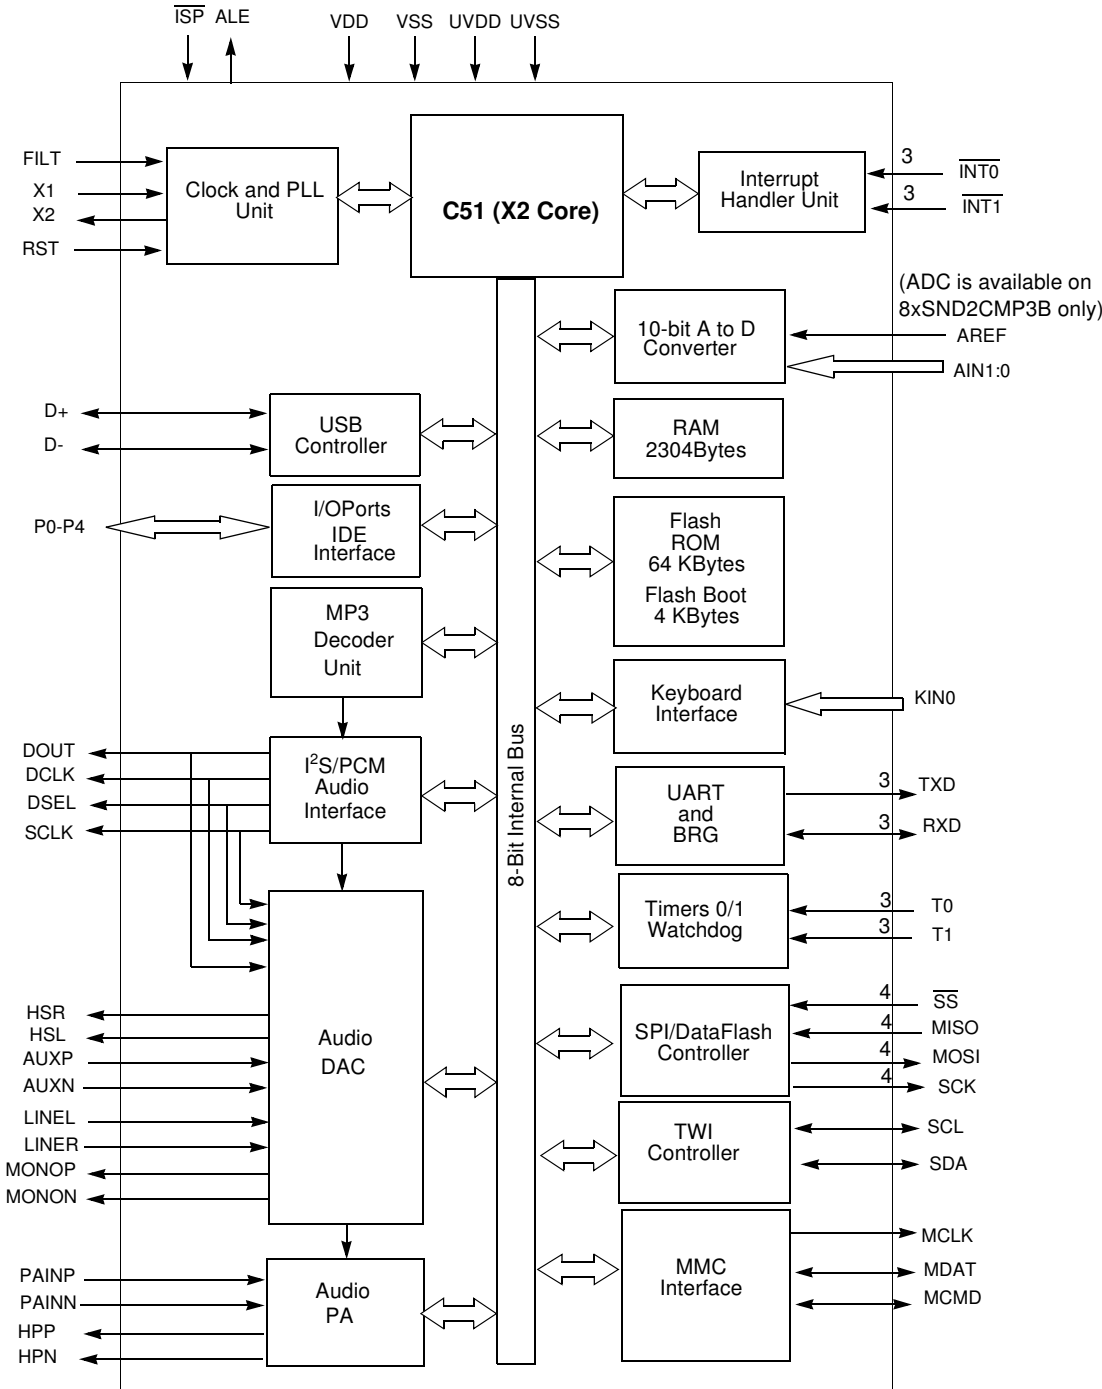 ISP ALE VDD VSS UVDD UVSS
FILT
X1
X2
RST
Clock and PLL
Unit
C51 (X2 Core)
Interrupt
Handler Unit
3
INT0
3
INT1
(ADC is available on
8xSND2CMP3B only)
10-bit A to D
Converter
AREF
AIN1:0
D+
D-
USB
Controller
RAM
2304Bytes
P0-P4
I/OPorts
IDE
Interface
Flash
ROM
64 KBytes
Flash Boot
4 KBytes
MP3
Decoder
Unit
Keyboard
Interface
KIN0
8-Bit Internal Bus
DOUT
DCLK
DSEL
SCLK
I2S/PCM
Audio
Interface
UART
and
BRG
3
TXD
3
RXD
Timers 0/1
Watchdog
3
T0
3
T1
HSR
HSL
AUXP
AUXN
LINEL
LINER
MONOP
MONON
Audio
DAC
SPI/DataFlash
Controller
4
SS
4
MISO
4
MOSI
4
SCK
TWI
Controller
SCL
SDA
PAINP
PAINN
HPP
HPN
Audio
PA
MMC
Interface
MCLK
MDAT
MCMD